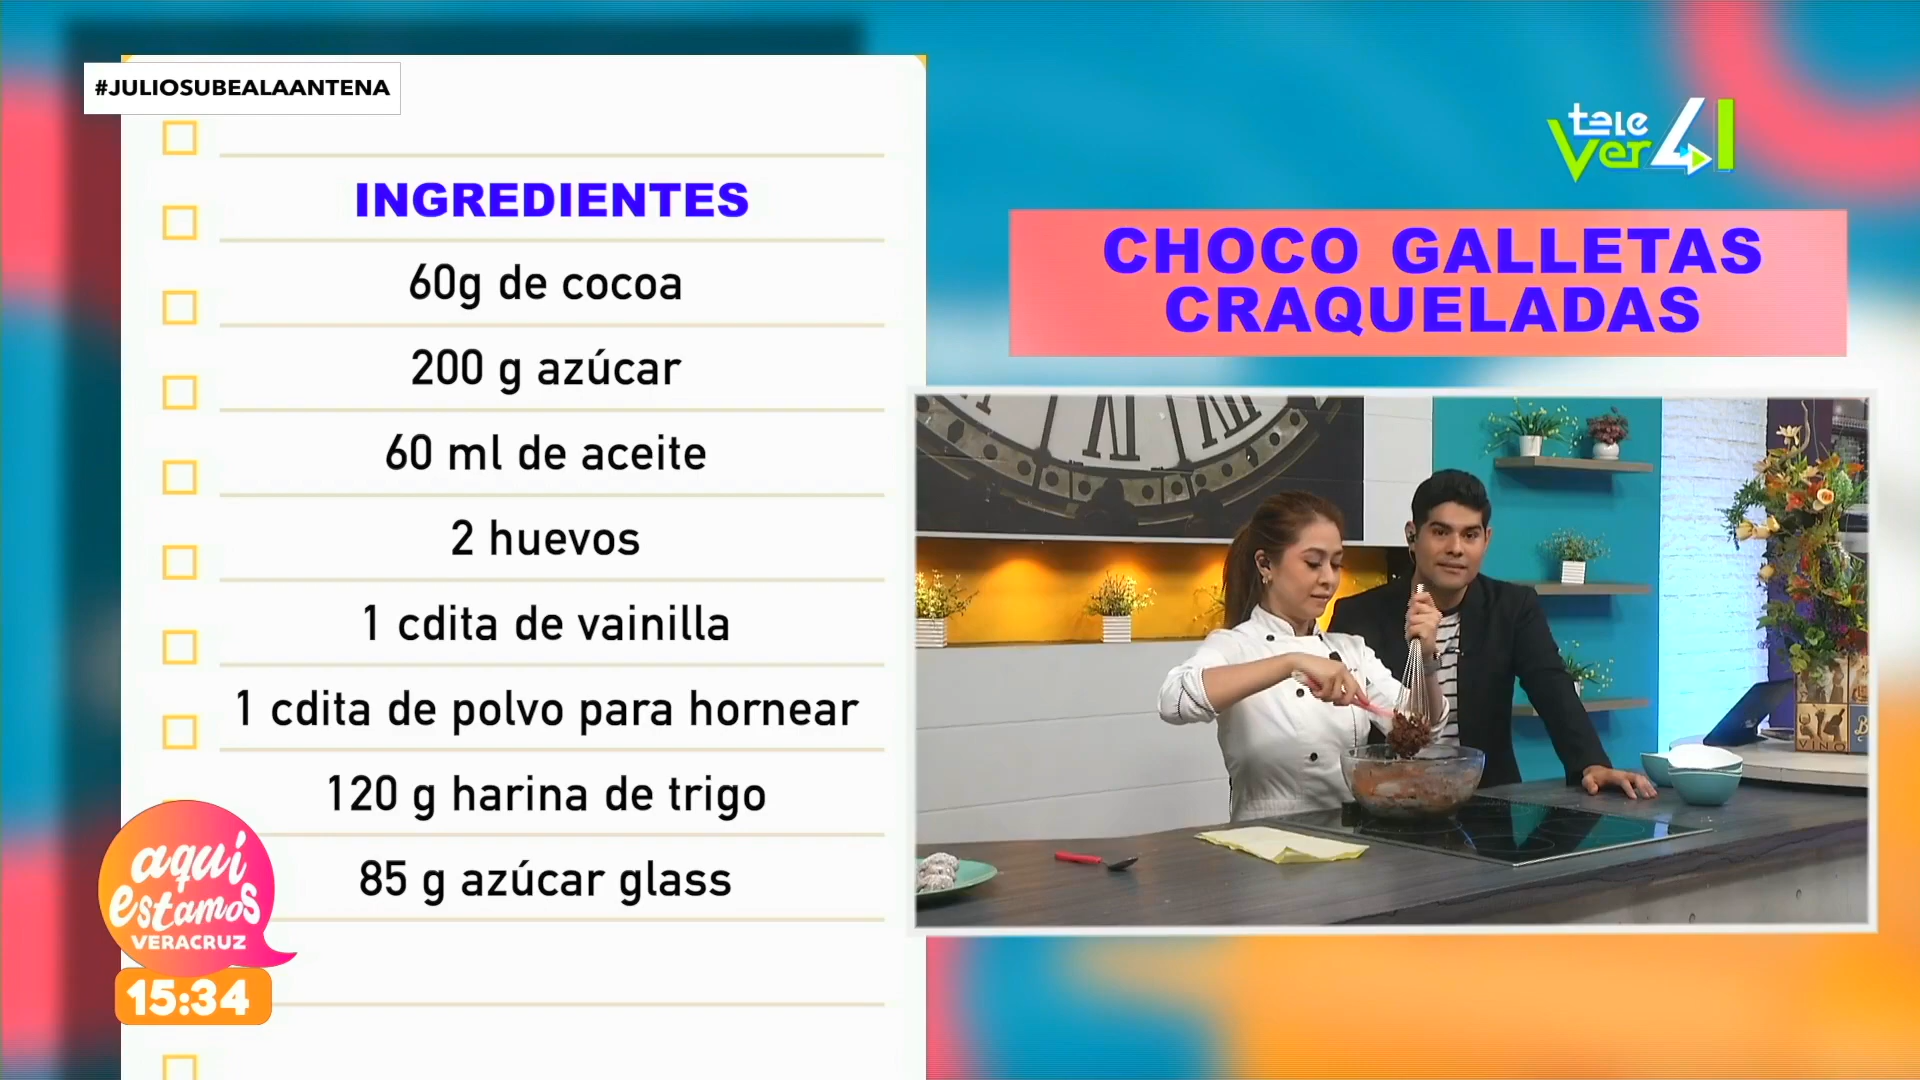 #JULIOSUBEALAANTENA
INGREDIENTES
60g de cocoa
200 g azúcar
60 ml de aceite
2 huevos
1 cdita de vainilla
1 cdita de polvo para hornear
120 g harina de trigo
85 g azúcar glass
aquí
estamos
VERACRUZ
15:34
tele
ver 41
CHOCO GALLETAS
CRAQUELADAS
VINO